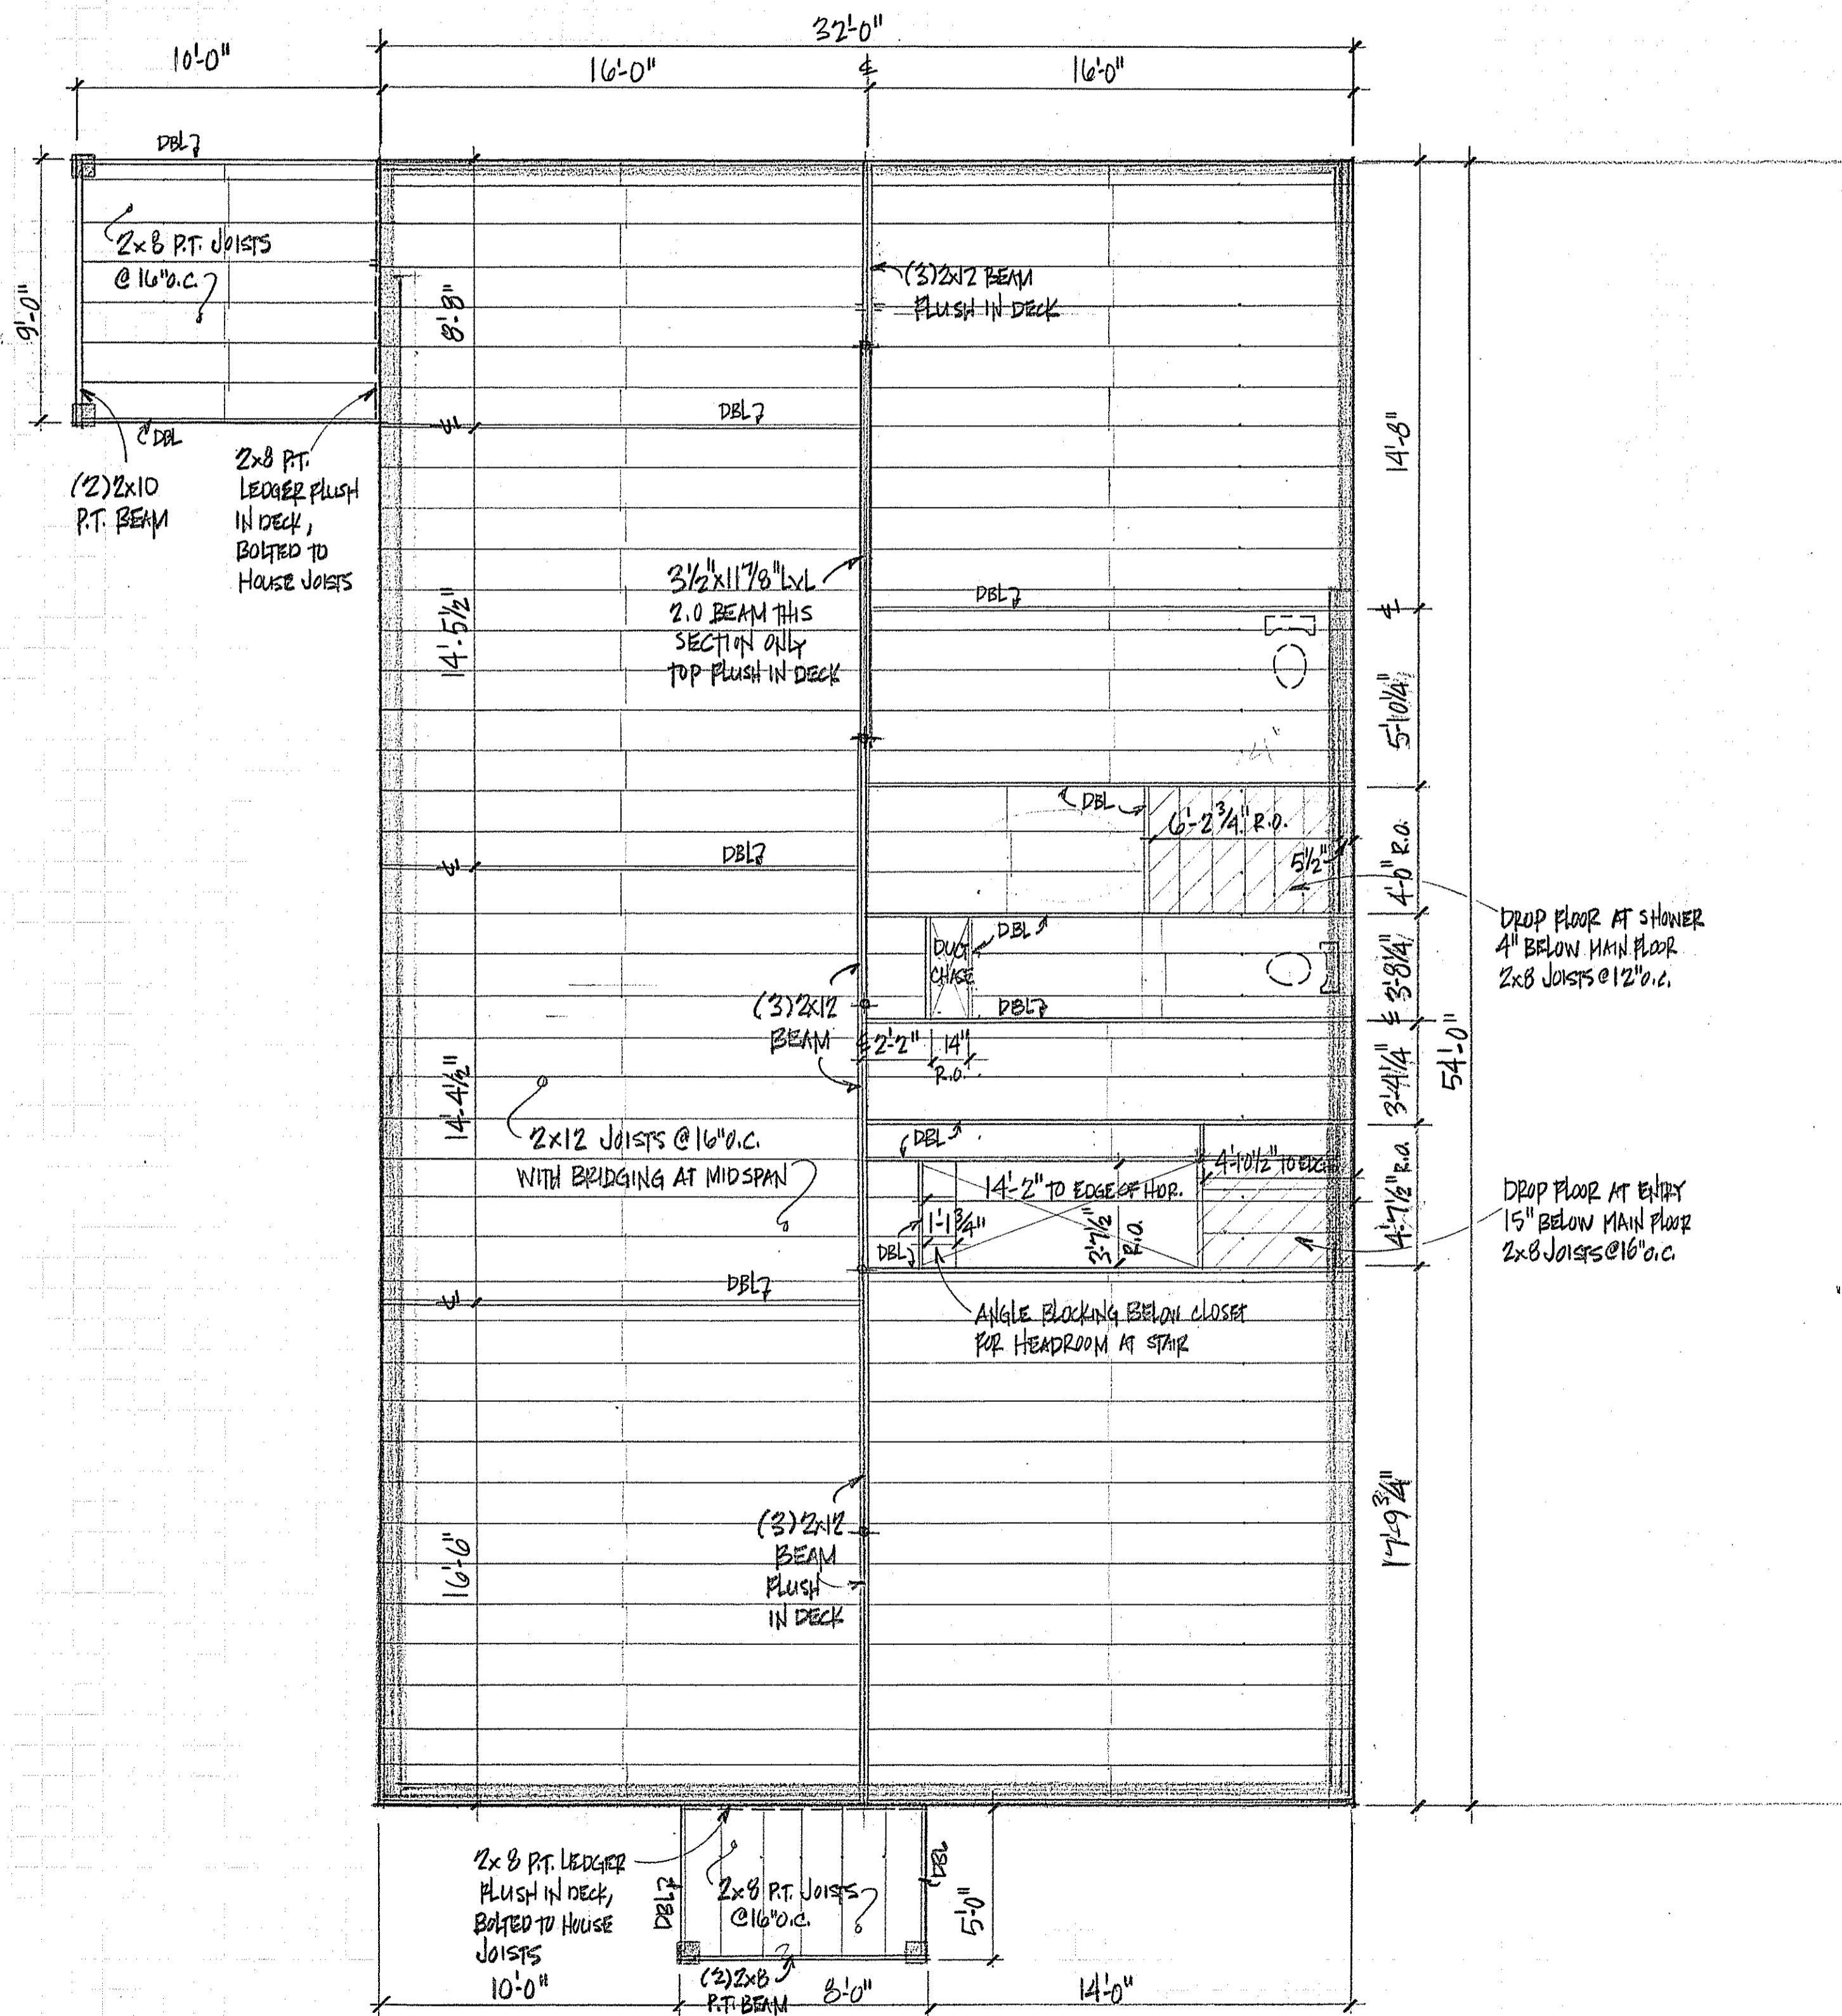 32'-0"
10'-0"
16'-0"
℄
16'-0"
DBL
9'-0"
2x8 P.T. JOISTS
@ 16" O.C.
DBL
(2) 2x10
P.T. BEAM
2x8 P.T.
LEDGER FLUSH
IN DECK,
BOLTED TO
HOUSE JOISTS
8'-8"
℄
14'-5 1/2"
℄
14'-4 1/2"
℄
16'-6"
(3) 2x12 BEAM
FLUSH IN DECK
DBL
3 1/2" x 11 7/8" LVL
2.0 BEAM THIS
SECTION ONLY
TOP FLUSH IN DECK
DBL
DBL
DBL
6'-2 3/4" R.O.
5 1/2"
DBL
DUCT
CHASE
DBL
(3) 2x12
BEAM
℄ 2'-2"
14"
R.O.
2x12 JOISTS @ 16" O.C.
WITH BRIDGING AT MIDSPAN
DBL
4'-10 1/2" TO EDGE
14'-2" TO EDGE OF HDR.
1'-1 3/4"
3'-7 1/2"
R.O.
DBL
DBL
ANGLE BLOCKING BELOW CLOSET
FOR HEADROOM AT STAIR
(3) 2x12
BEAM
FLUSH
IN DECK
14'-8"
℄
5'-10 1/4"
4'-0" R.O.
3'-8 1/4"
℄
3'-4 1/4"
4'-7 1/2" R.O.
17'-9 3/4"
54'-0"
DROP FLOOR AT SHOWER
4" BELOW MAIN FLOOR
2x8 JOISTS @ 12" O.C.
DROP FLOOR AT ENTRY
15" BELOW MAIN FLOOR
2x8 JOISTS @ 16" O.C.
2x8 P.T. LEDGER
FLUSH IN DECK,
BOLTED TO HOUSE
JOISTS
DBL
2x8 P.T. JOISTS
@ 16" O.C.
DBL
5'-0"
(2) 2x8
P.T. BEAM
10'-0"
8'-0"
14'-0"